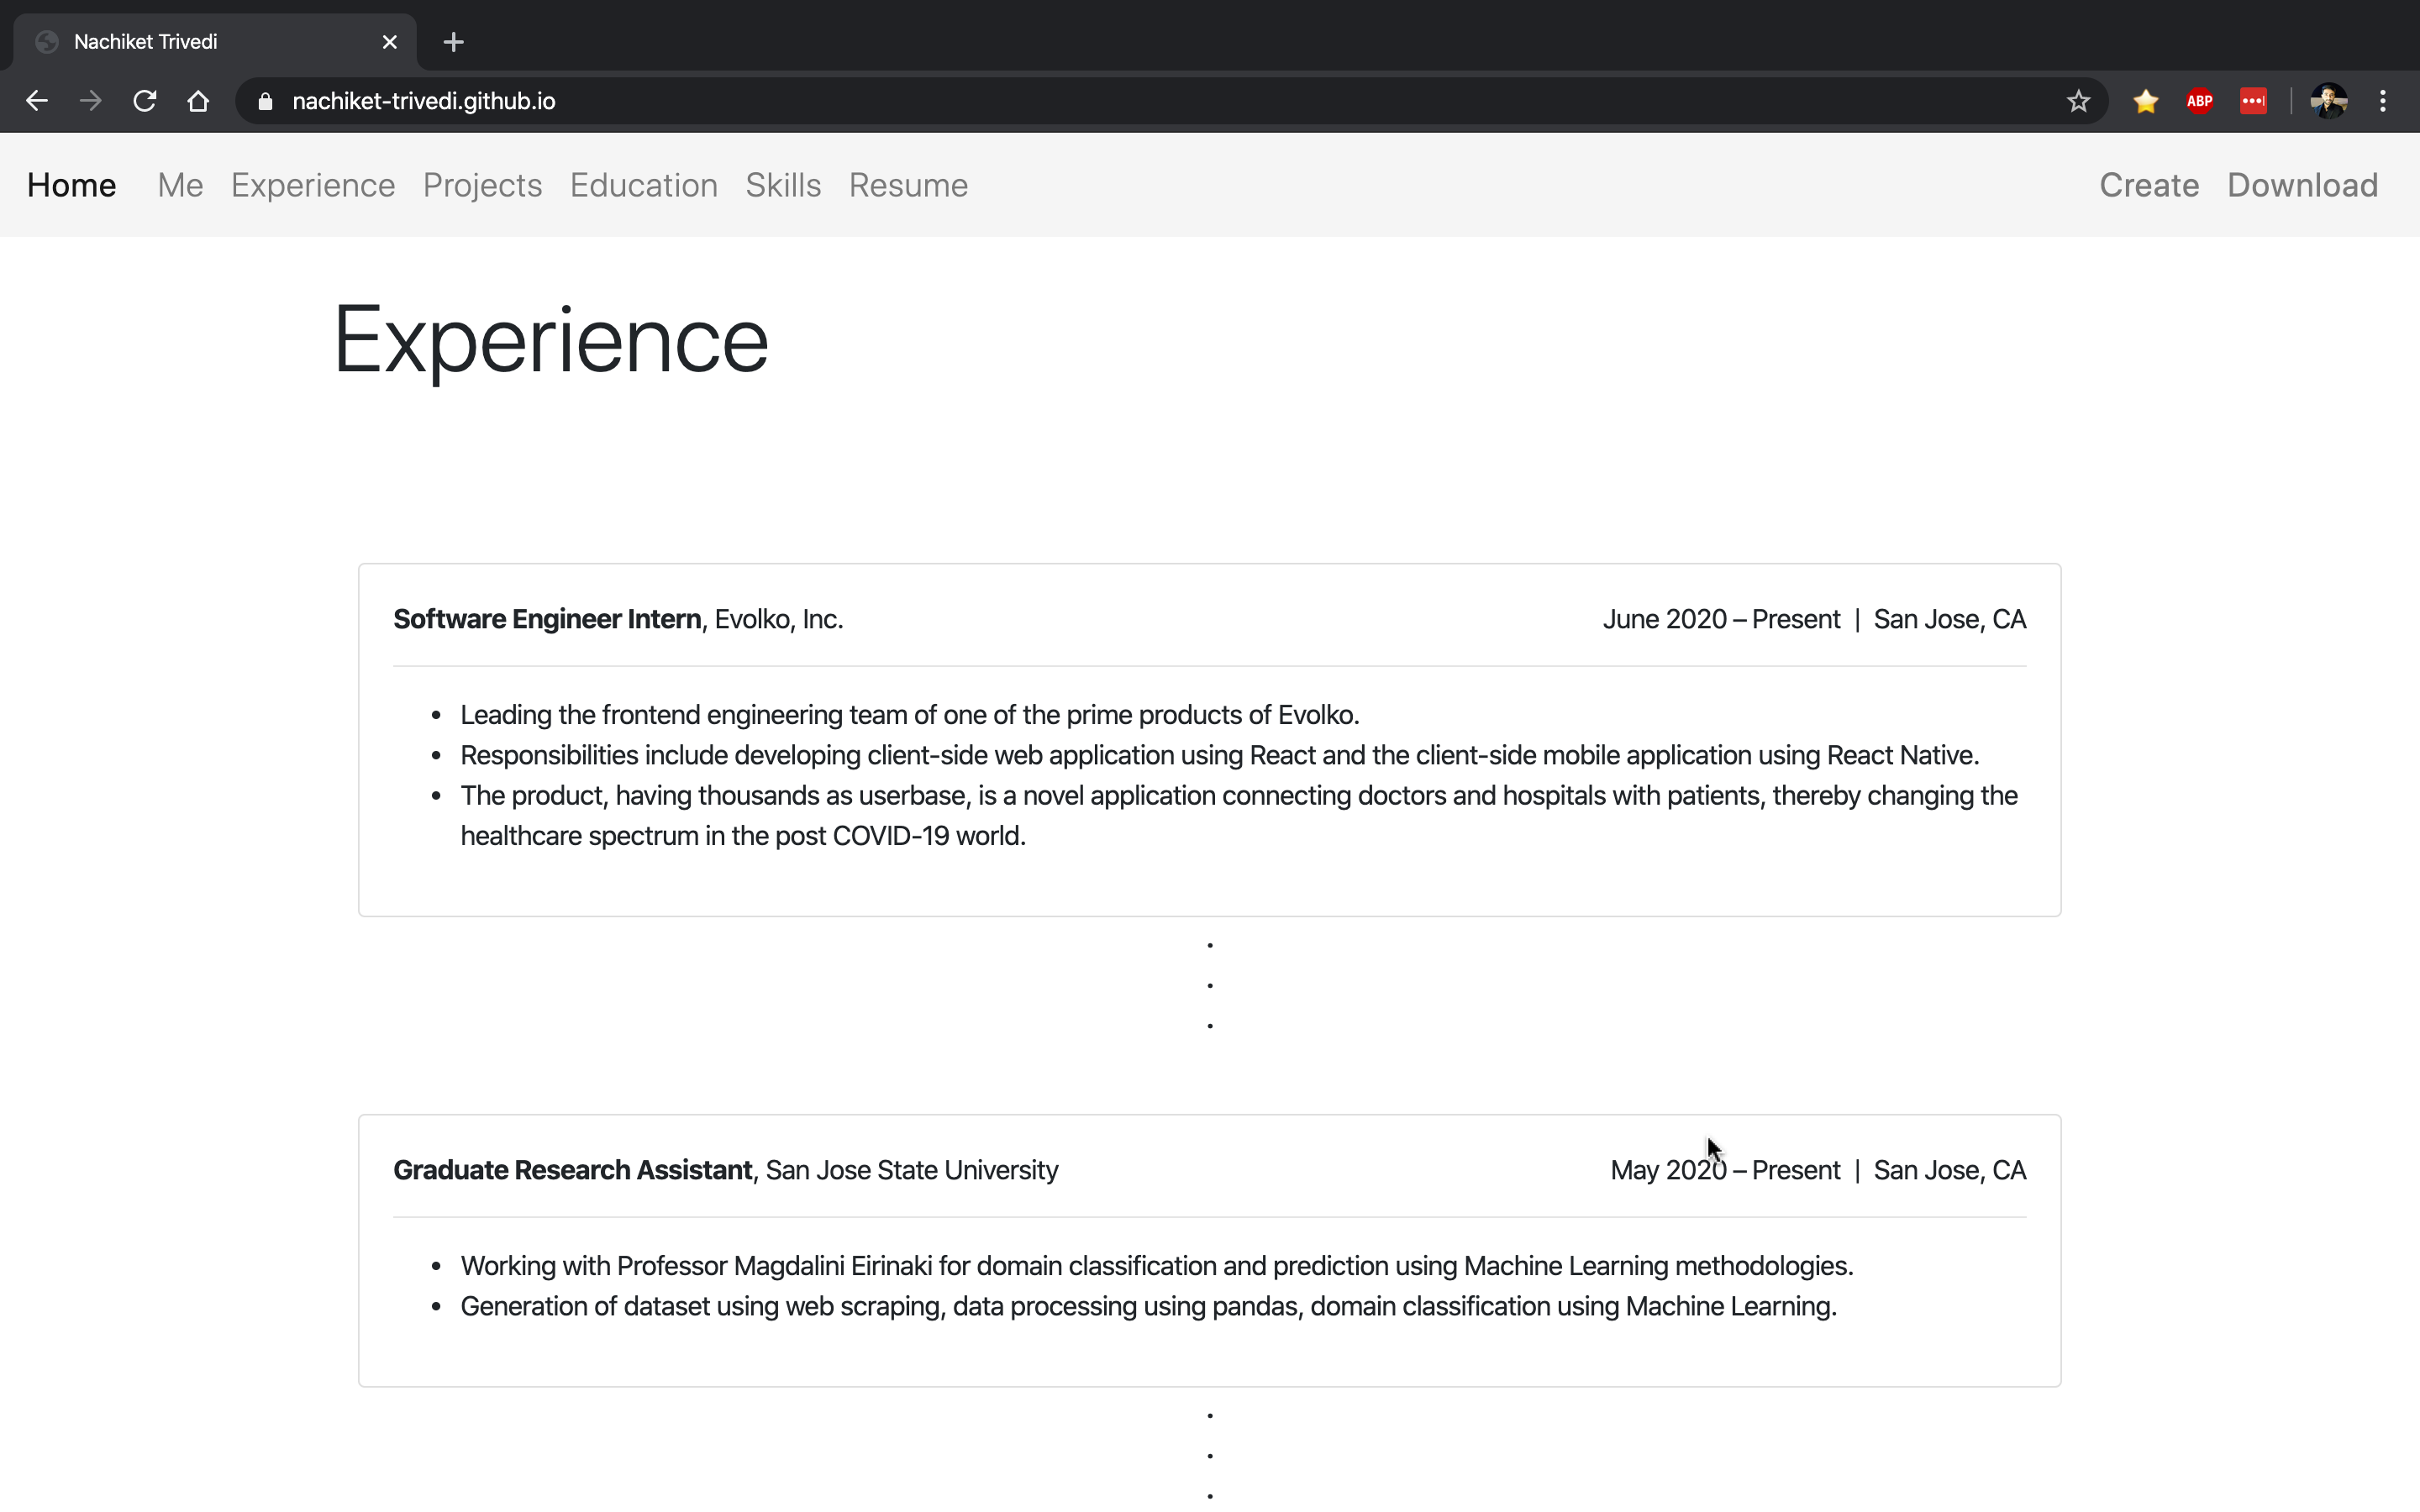 Nachiket Trivedi
nachiket-trivedi.github.io
ABP
Home Me Experience Projects Education Skills Resume Create Download
Experience
Software Engineer Intern, Evolko, Inc. June 2020 – Present | San Jose, CA
• Leading the frontend engineering team of one of the prime products of Evolko.
• Responsibilities include developing client-side web application using React and the client-side mobile application using React Native.
• The product, having thousands as userbase, is a novel application connecting doctors and hospitals with patients, thereby changing the
healthcare spectrum in the post COVID-19 world.
.
.
.
Graduate Research Assistant, San Jose State University May 2020 – Present | San Jose, CA
• Working with Professor Magdalini Eirinaki for domain classification and prediction using Machine Learning methodologies.
• Generation of dataset using web scraping, data processing using pandas, domain classification using Machine Learning.
.
.
.